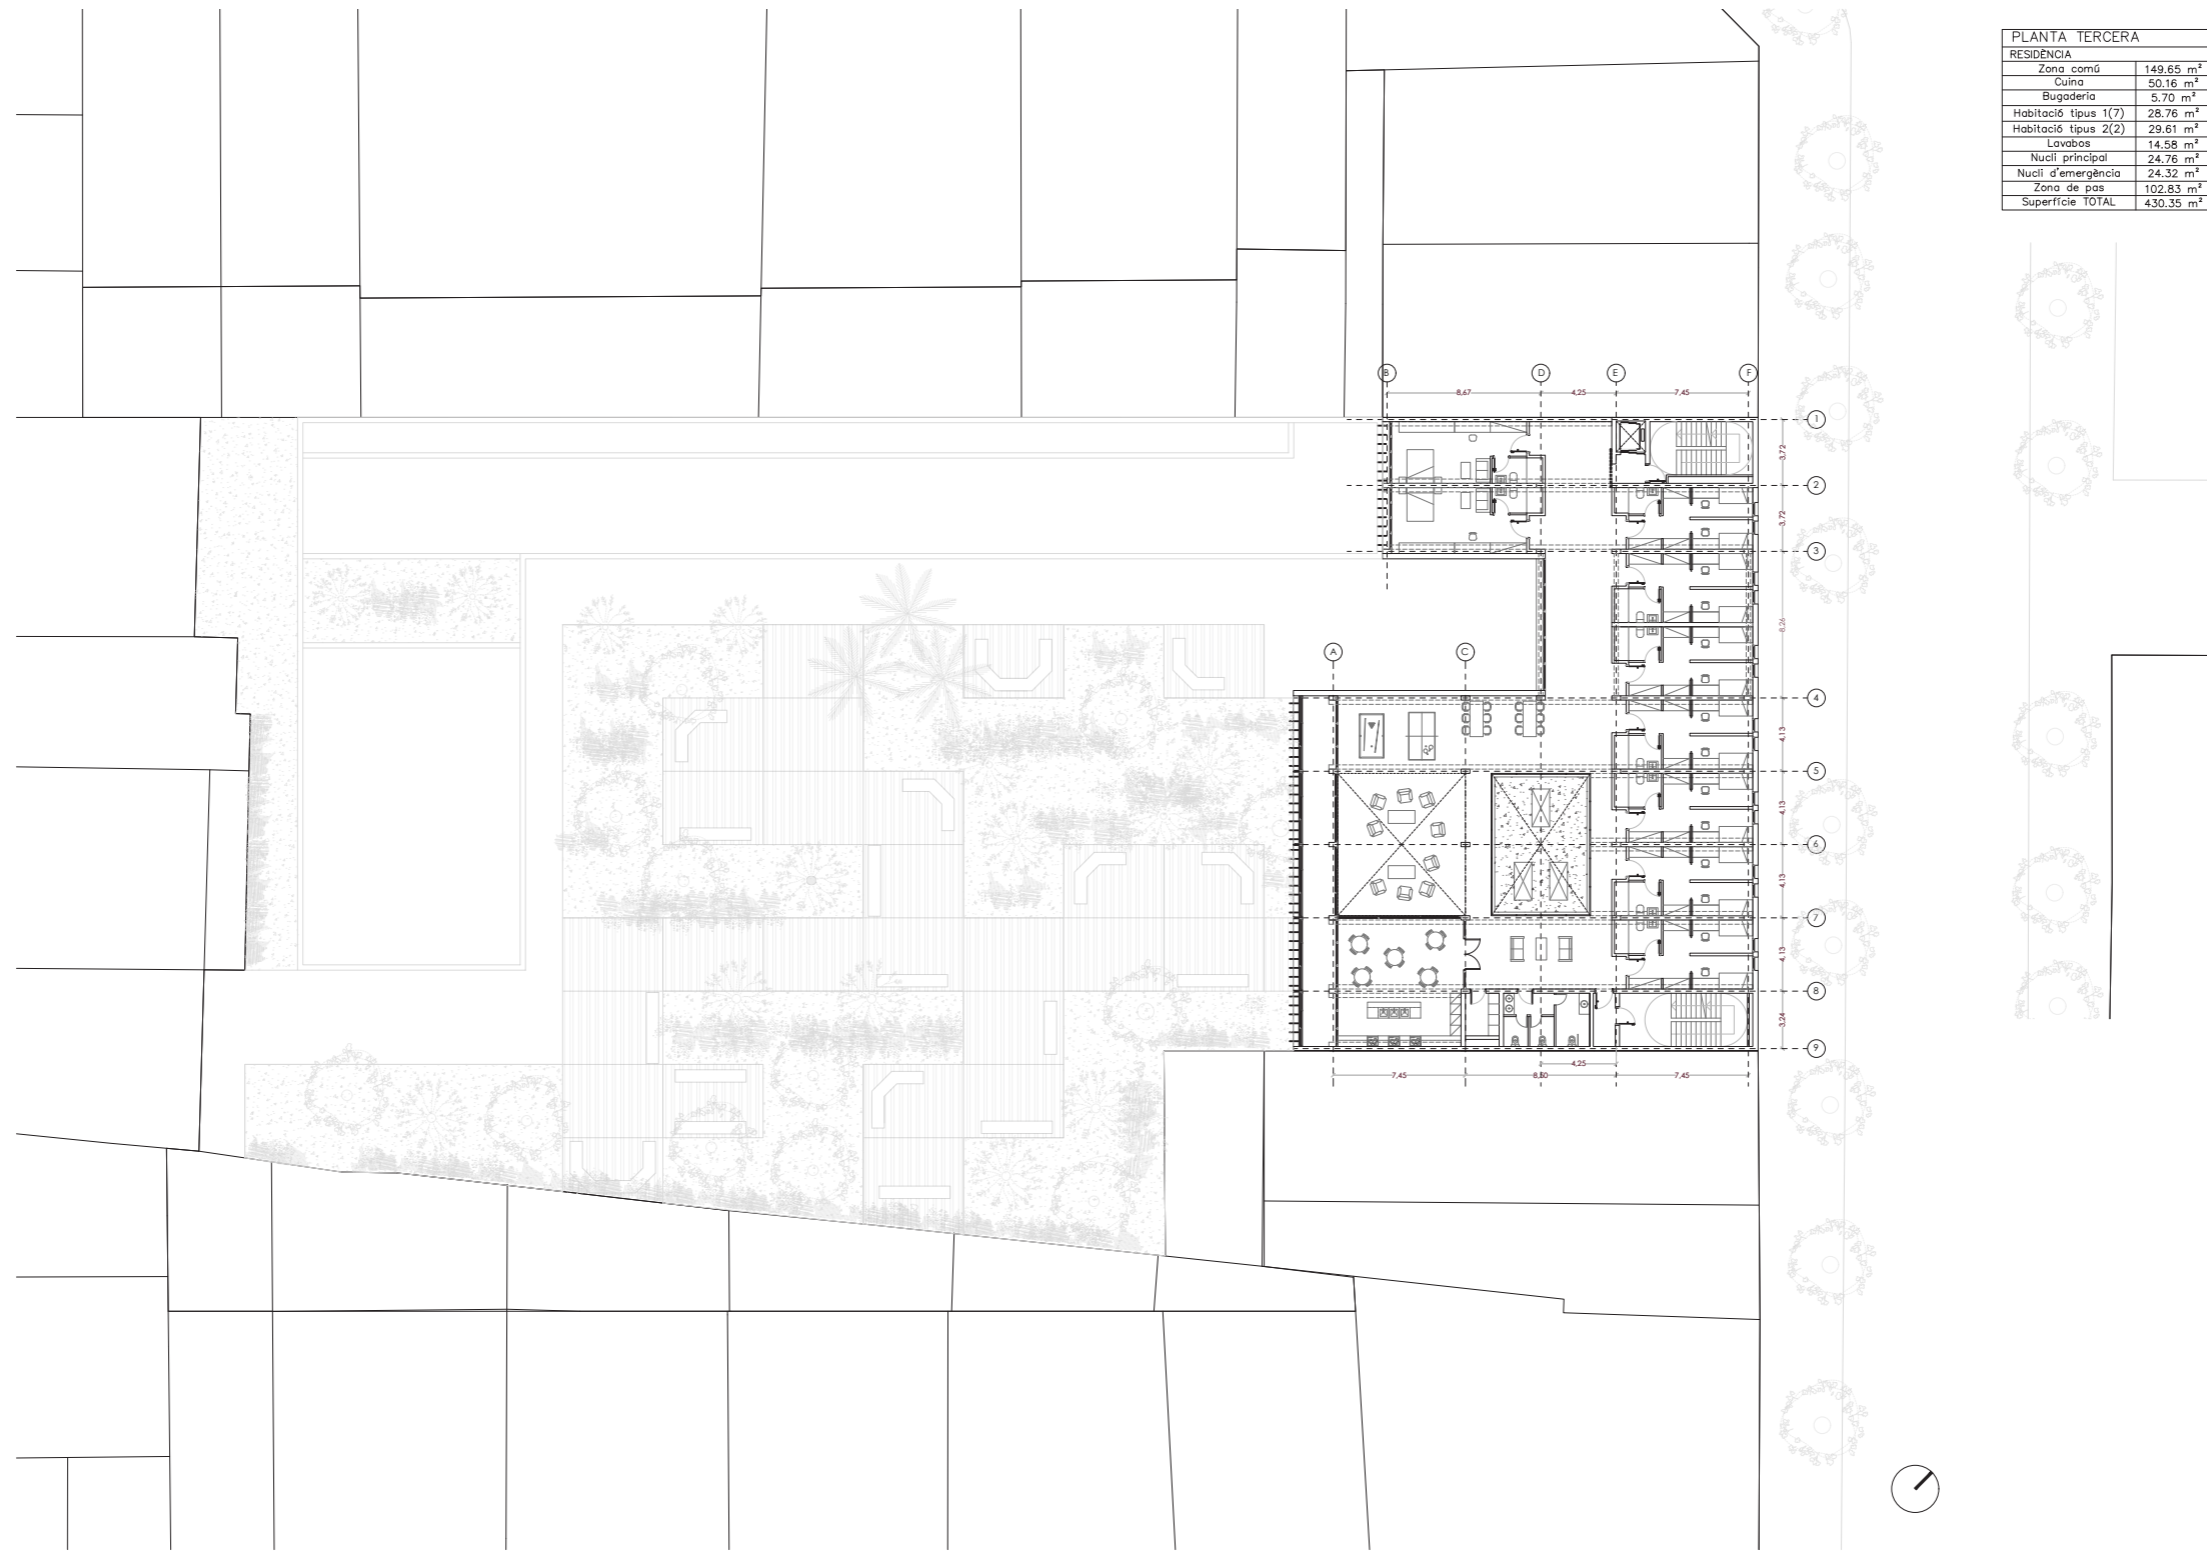 PLANTA TERCERA
RESIDÈNCIA
Zona comú 149.65 m²
Cuina 50.16 m²
Bugaderia 5.70 m²
Habitació tipus 1(7) 28.76 m²
Habitació tipus 2(2) 29.61 m²
Lavabos 14.58 m²
Nucli principal 24.76 m²
Nucli d'emergència 24.32 m²
Zona de pas 102.83 m²
Superfície TOTAL 430.35 m²
B D E F
8,67 4,25 7,45
1
3,72
2
3,72
3
8,26
A C
4
4,13
5
4,13
6
4,13
7
4,13
8
3,24
9
4,25
7,45 8,50 7,45